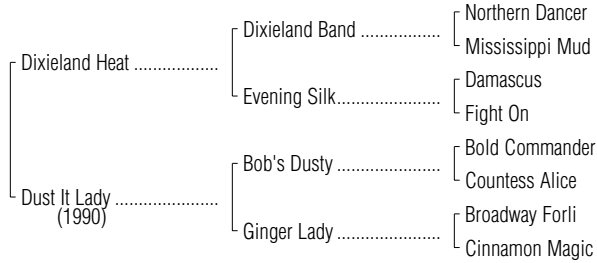 Northern Dancer
Dixieland Band ..................
Mississippi Mud
Dixieland Heat ...................
Damascus
Evening Silk.......................
Fight On
Bold Commander
Bob's Dusty .......................
Countess Alice
Dust It Lady .......................
(1990)
Broadway Forli
Ginger Lady .......................
Cinnamon Magic